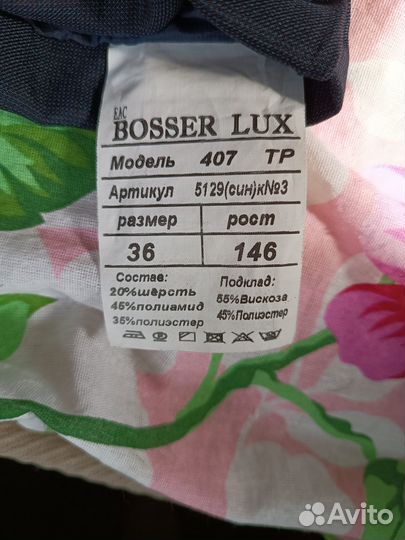 EAC
BOSSER LUX
Модель 407 ТР
Артикул 5129(син)к№3
размер рост
36 146
Состав: Подклад:
20%шерсть 55%Вискоза
45%полиамид 45%Полиэстер
35%полиэстер
Avito